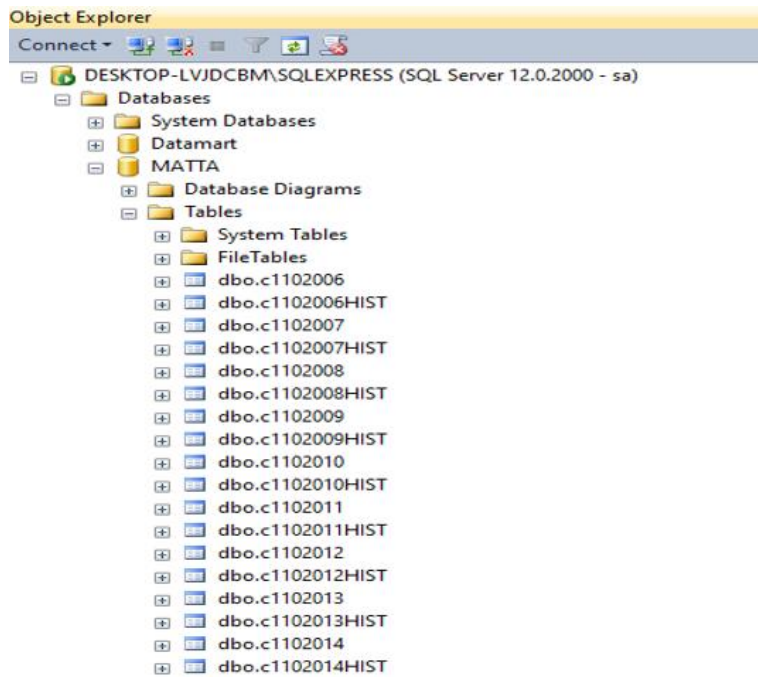 Object Explorer
Connect
DESKTOP-LVJDCBM\SQLEXPRESS (SQL Server 12.0.2000 - sa)
Databases
System Databases
Datamart
MATTA
Database Diagrams
Tables
System Tables
FileTables
dbo.c1102006
dbo.c1102006HIST
dbo.c1102007
dbo.c1102007HIST
dbo.c1102008
dbo.c1102008HIST
dbo.c1102009
dbo.c1102009HIST
dbo.c1102010
dbo.c1102010HIST
dbo.c1102011
dbo.c1102011HIST
dbo.c1102012
dbo.c1102012HIST
dbo.c1102013
dbo.c1102013HIST
dbo.c1102014
dbo.c1102014HIST